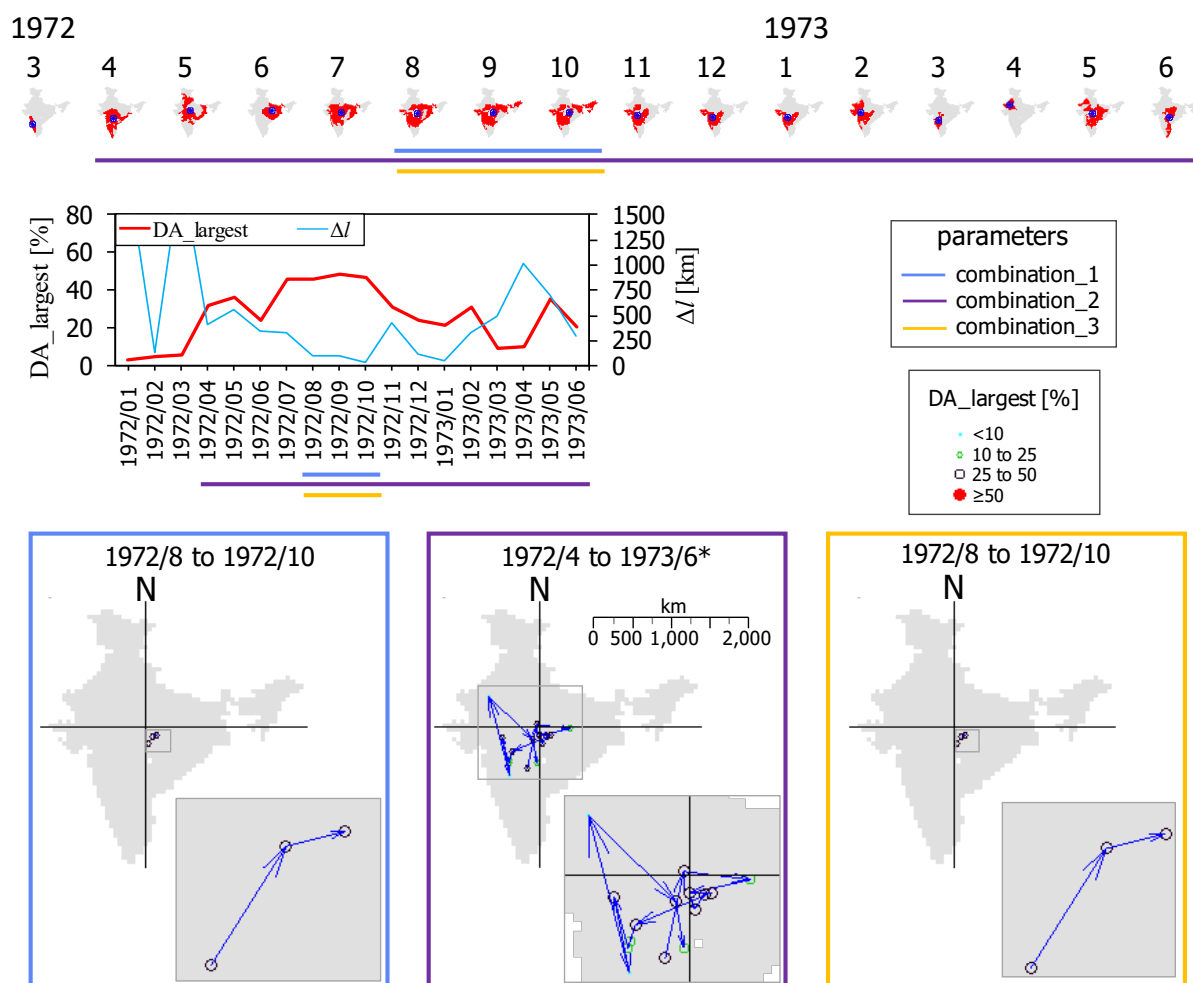 1972 1973
3 4 5 6 7 8 9 10 11 12 1 2 3 4 5 6
DA_largest Δl
DA_largest [%]
80
60
40
20
0
1500
1250
1000
750
500
250
0
Δl [km]
1972/01
1972/02
1972/03
1972/04
1972/05
1972/06
1972/07
1972/08
1972/09
1972/10
1972/11
1972/12
1973/01
1973/02
1973/03
1973/04
1973/05
1973/06
parameters
combination_1
combination_2
combination_3
DA_largest [%]
<10
10 to 25
25 to 50
≥50
1972/8 to 1972/10
N
1972/4 to 1973/6*
N
km
0 500 1,000 2,000
1972/8 to 1972/10
N